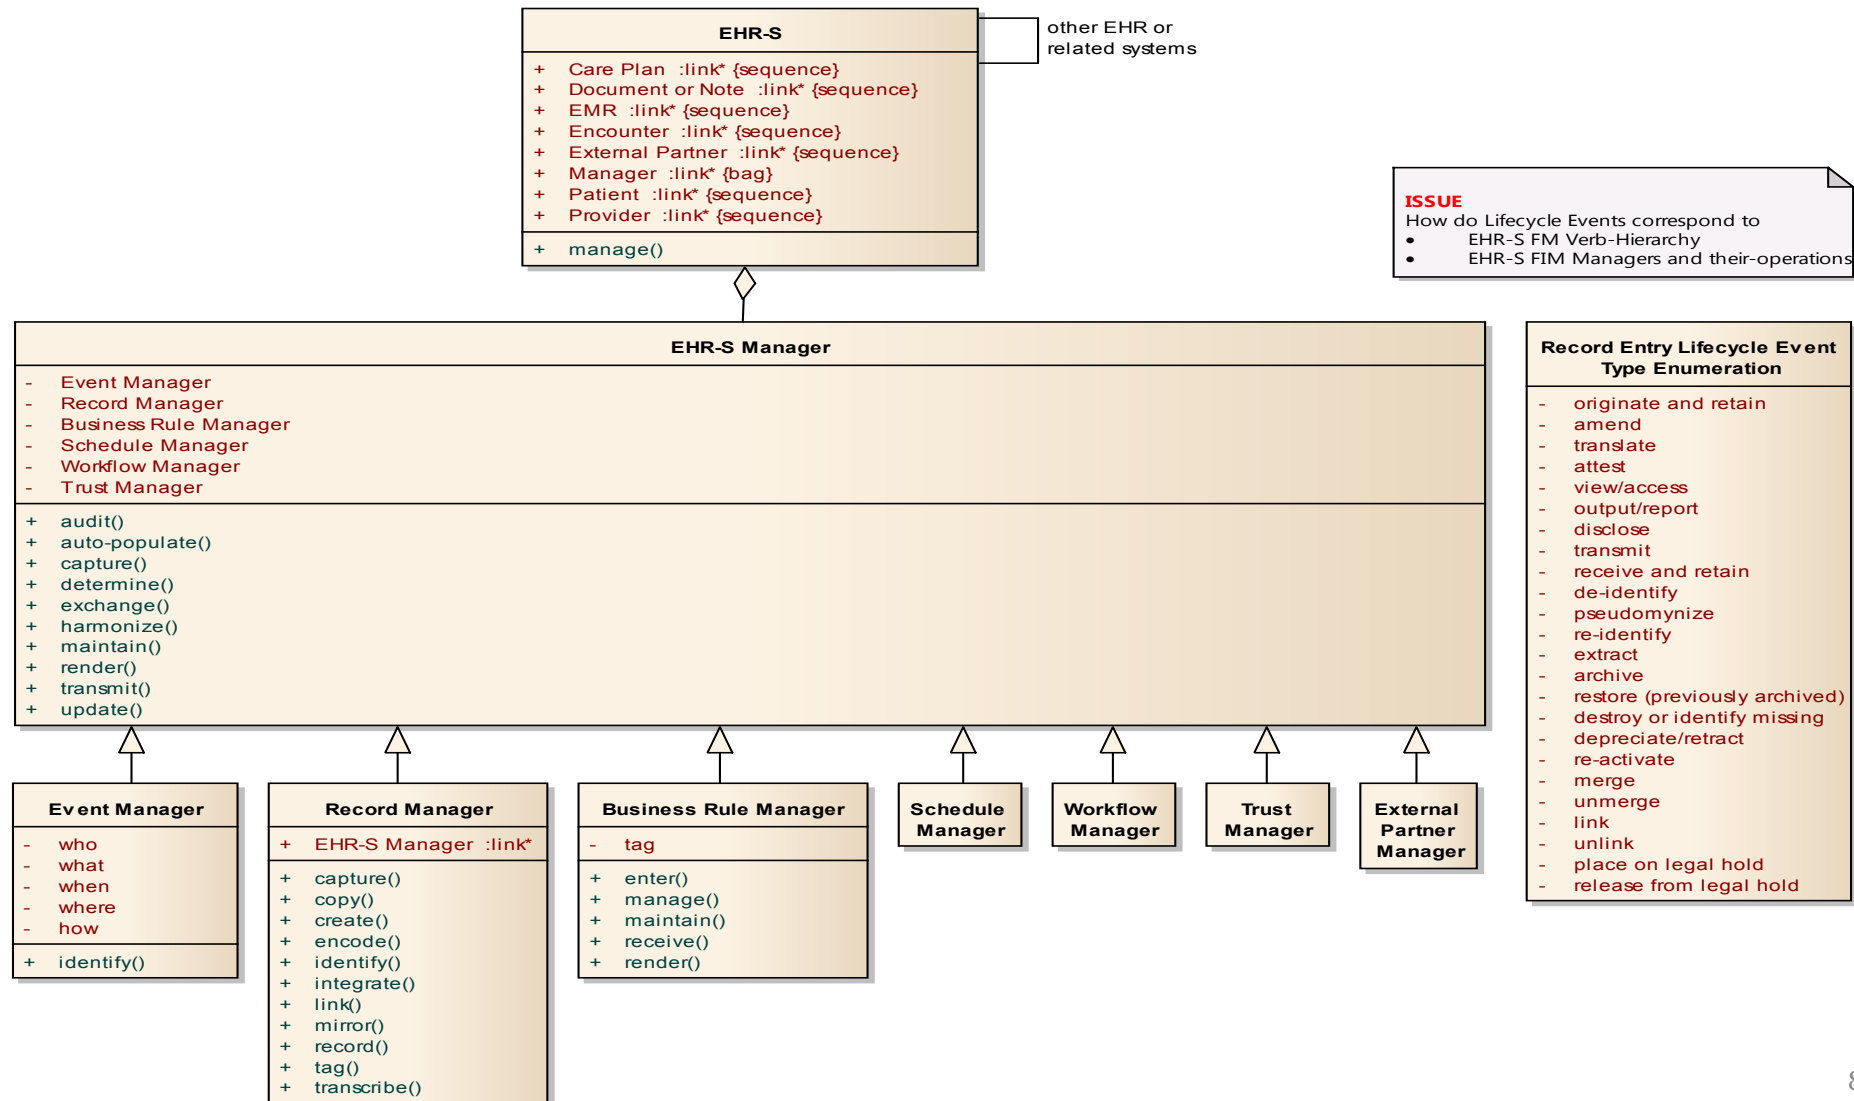 EHR-S
+ Care Plan :link* {sequence}
+ Document or Note :link* {sequence}
+ EMR :link* {sequence}
+ Encounter :link* {sequence}
+ External Partner :link* {sequence}
+ Manager :link* {bag}
+ Patient :link* {sequence}
+ Provider :link* {sequence}
+ manage()
other EHR or
related systems
ISSUE
How do Lifecycle Events correspond to
• EHR-S FM Verb-Hierarchy
• EHR-S FIM Managers and their-operations
EHR-S Manager
- Event Manager
- Record Manager
- Business Rule Manager
- Schedule Manager
- Workflow Manager
- Trust Manager
+ audit()
+ auto-populate()
+ capture()
+ determine()
+ exchange()
+ harmonize()
+ maintain()
+ render()
+ transmit()
+ update()
Record Entry Lifecycle Event
Type Enumeration
- originate and retain
- amend
- translate
- attest
- view/access
- output/report
- disclose
- transmit
- receive and retain
- de-identify
- pseudomynize
- re-identify
- extract
- archive
- restore (previously archived)
- destroy or identify missing
- depreciate/retract
- re-activate
- merge
- unmerge
- link
- unlink
- place on legal hold
- release from legal hold
Event Manager
- who
- what
- when
- where
- how
+ identify()
Record Manager
+ EHR-S Manager :link*
+ capture()
+ copy()
+ create()
+ encode()
+ identify()
+ integrate()
+ link()
+ mirror()
+ record()
+ tag()
+ transcribe()
Business Rule Manager
- tag
+ enter()
+ manage()
+ maintain()
+ receive()
+ render()
Schedule
Manager
Workflow
Manager
Trust
Manager
External
Partner
Manager